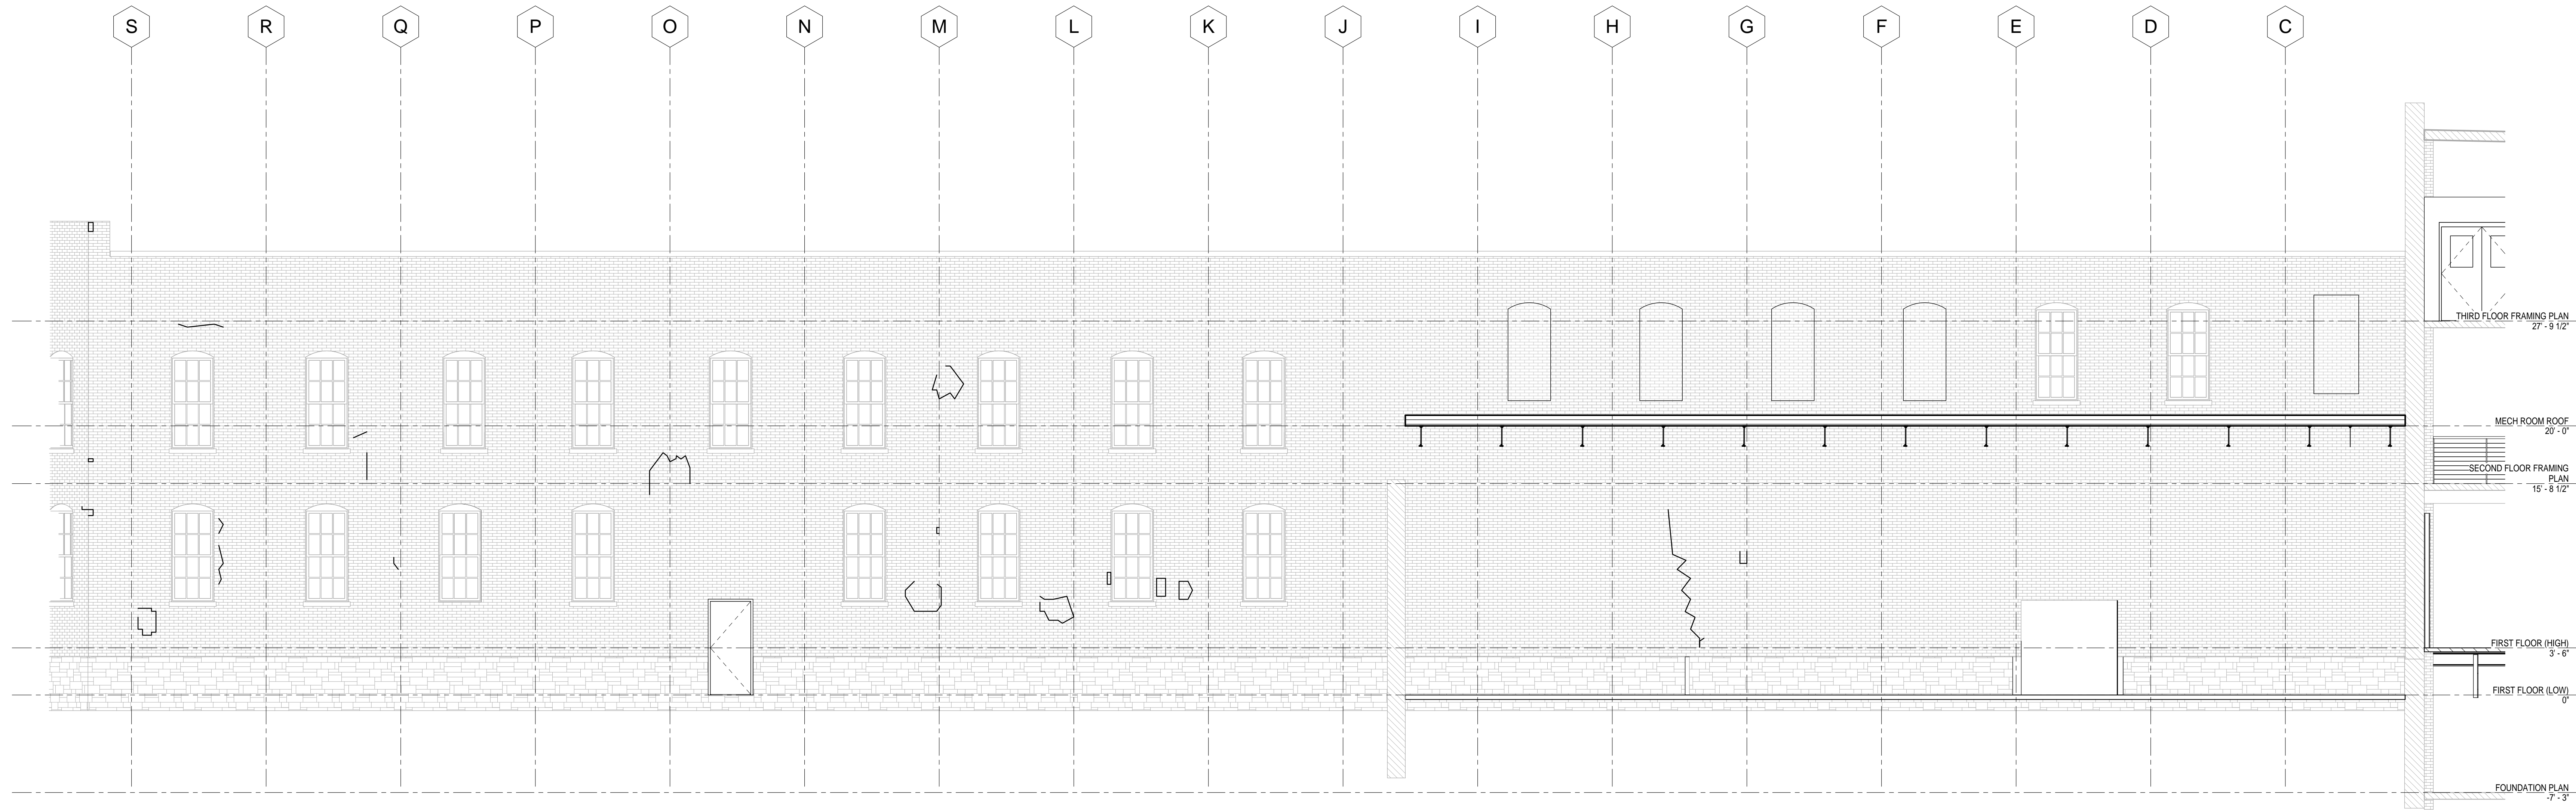 S R Q P O N M L K J I H G F E D C
THIRD FLOOR FRAMING PLAN
27' - 9 1/2"
MECH ROOM ROOF
20' - 0"
SECOND FLOOR FRAMING
PLAN
15' - 8 1/2"
FIRST FLOOR (HIGH)
3' - 6"
FIRST FLOOR (LOW)
0"
FOUNDATION PLAN
-7' - 3"